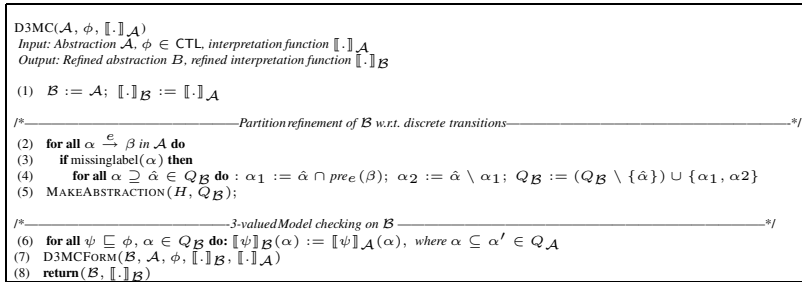 D3MC(𝒜, ϕ, ⟦.⟧𝒜)
Input: Abstraction 𝒜, ϕ ∈ CTL, interpretation function ⟦.⟧𝒜
Output: Refined abstraction B, refined interpretation function ⟦.⟧ℬ
(1) ℬ := 𝒜; ⟦.⟧ℬ := ⟦.⟧𝒜
/*——————————Partition refinement of ℬ w.r.t. discrete transitions——————————*/
(2) for all α →ᵉ β in 𝒜 do
(3) if missinglabel(α) then
(4) for all α ⊇ α̂ ∈ Qℬ do : α₁ := α̂ ∩ preₑ(β); α₂ := α̂ \ α₁; Qℬ := (Qℬ \ {α̂}) ∪ {α₁, α2}
(5) MAKEABSTRACTION(H, Qℬ);
/*——————————3-valued Model checking on ℬ ——————————*/
(6) for all ψ ⊑ ϕ, α ∈ Qℬ do: ⟦ψ⟧ℬ(α) := ⟦ψ⟧𝒜(α), where α ⊆ α′ ∈ Q𝒜
(7) D3MCFORM(ℬ, 𝒜, ϕ, ⟦.⟧ℬ, ⟦.⟧𝒜)
(8) return(ℬ, ⟦.⟧ℬ)